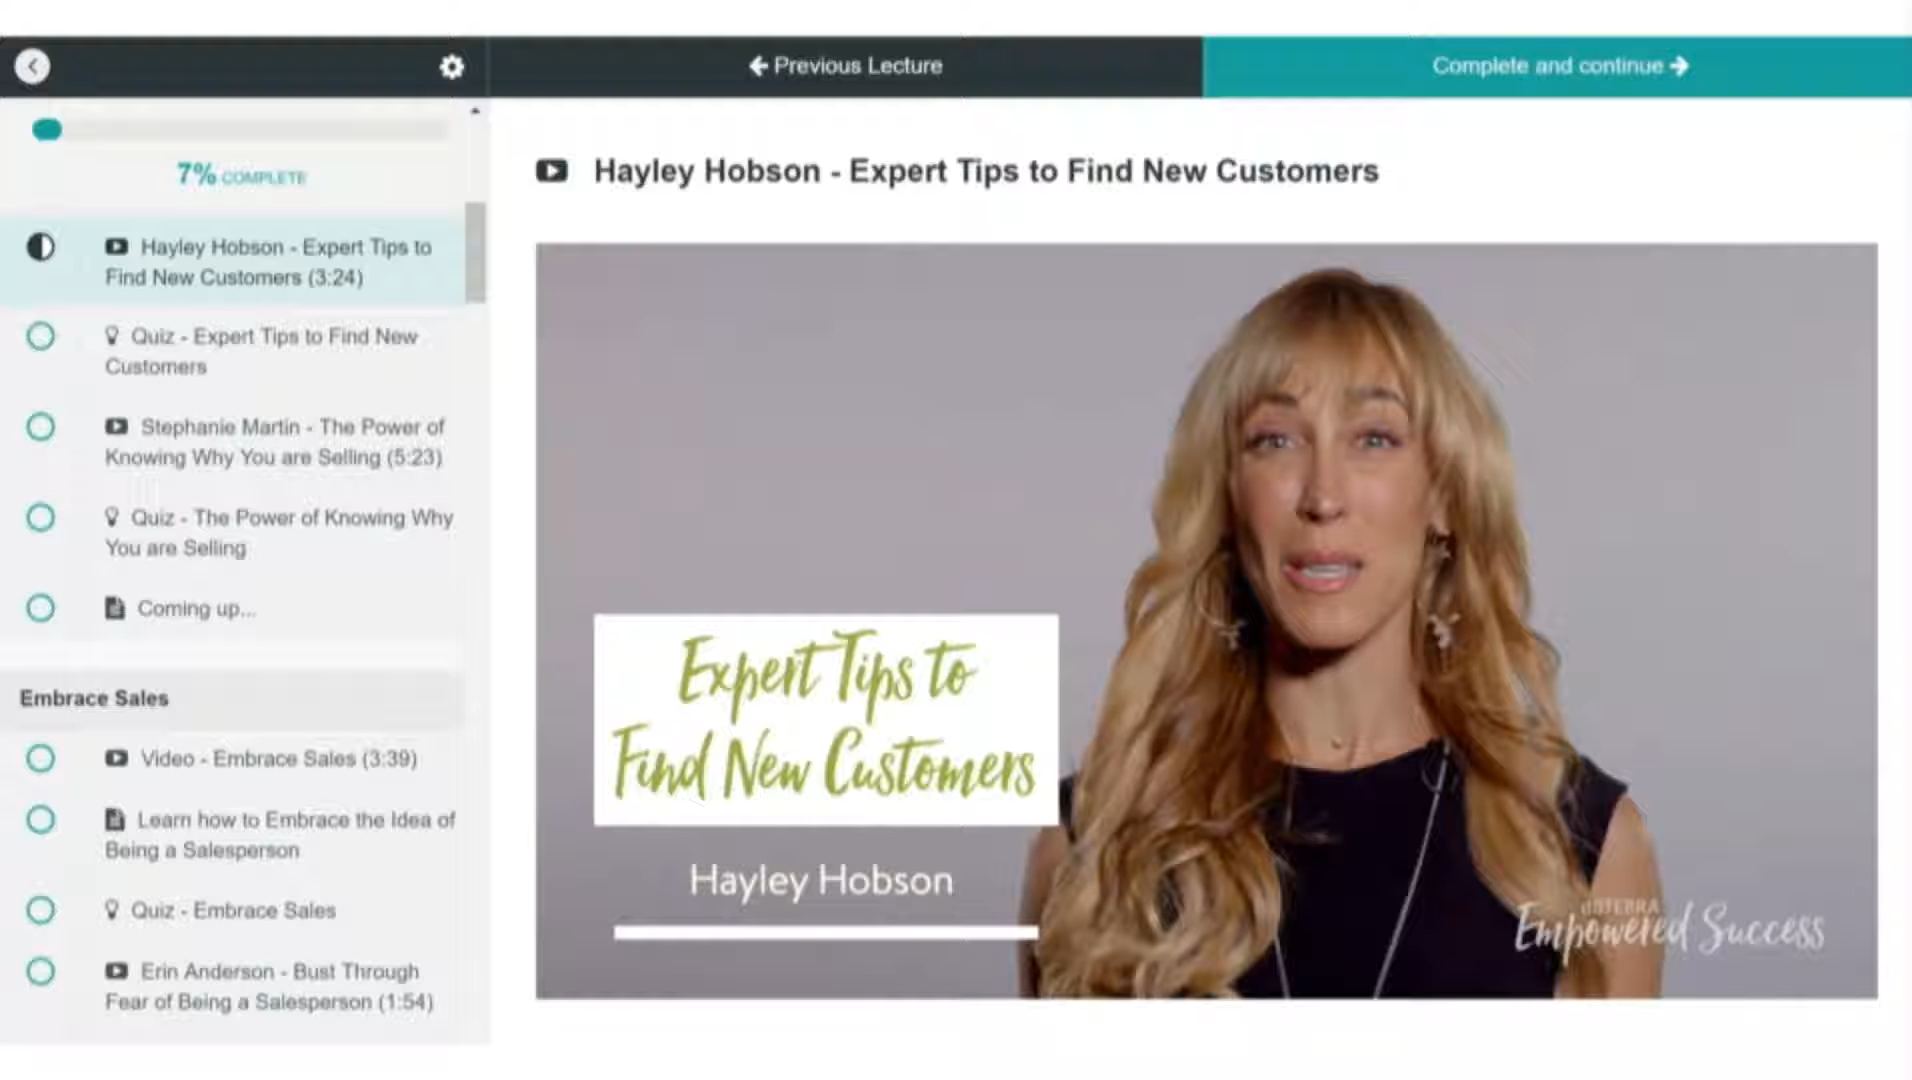 Previous Lecture
Complete and continue
7% COMPLETE
Hayley Hobson - Expert Tips to
Find New Customers (3:24)
Quiz - Expert Tips to Find New
Customers
Stephanie Martin - The Power of
Knowing Why You are Selling (5:23)
Quiz - The Power of Knowing Why
You are Selling
Coming up...
Embrace Sales
Video - Embrace Sales (3:39)
Learn how to Embrace the Idea of
Being a Salesperson
Quiz - Embrace Sales
Erin Anderson - Bust Through
Fear of Being a Salesperson (1:54)
Hayley Hobson - Expert Tips to Find New Customers
Expert Tips to
Find New Customers
Hayley Hobson
dōTERRA
Empowered Success